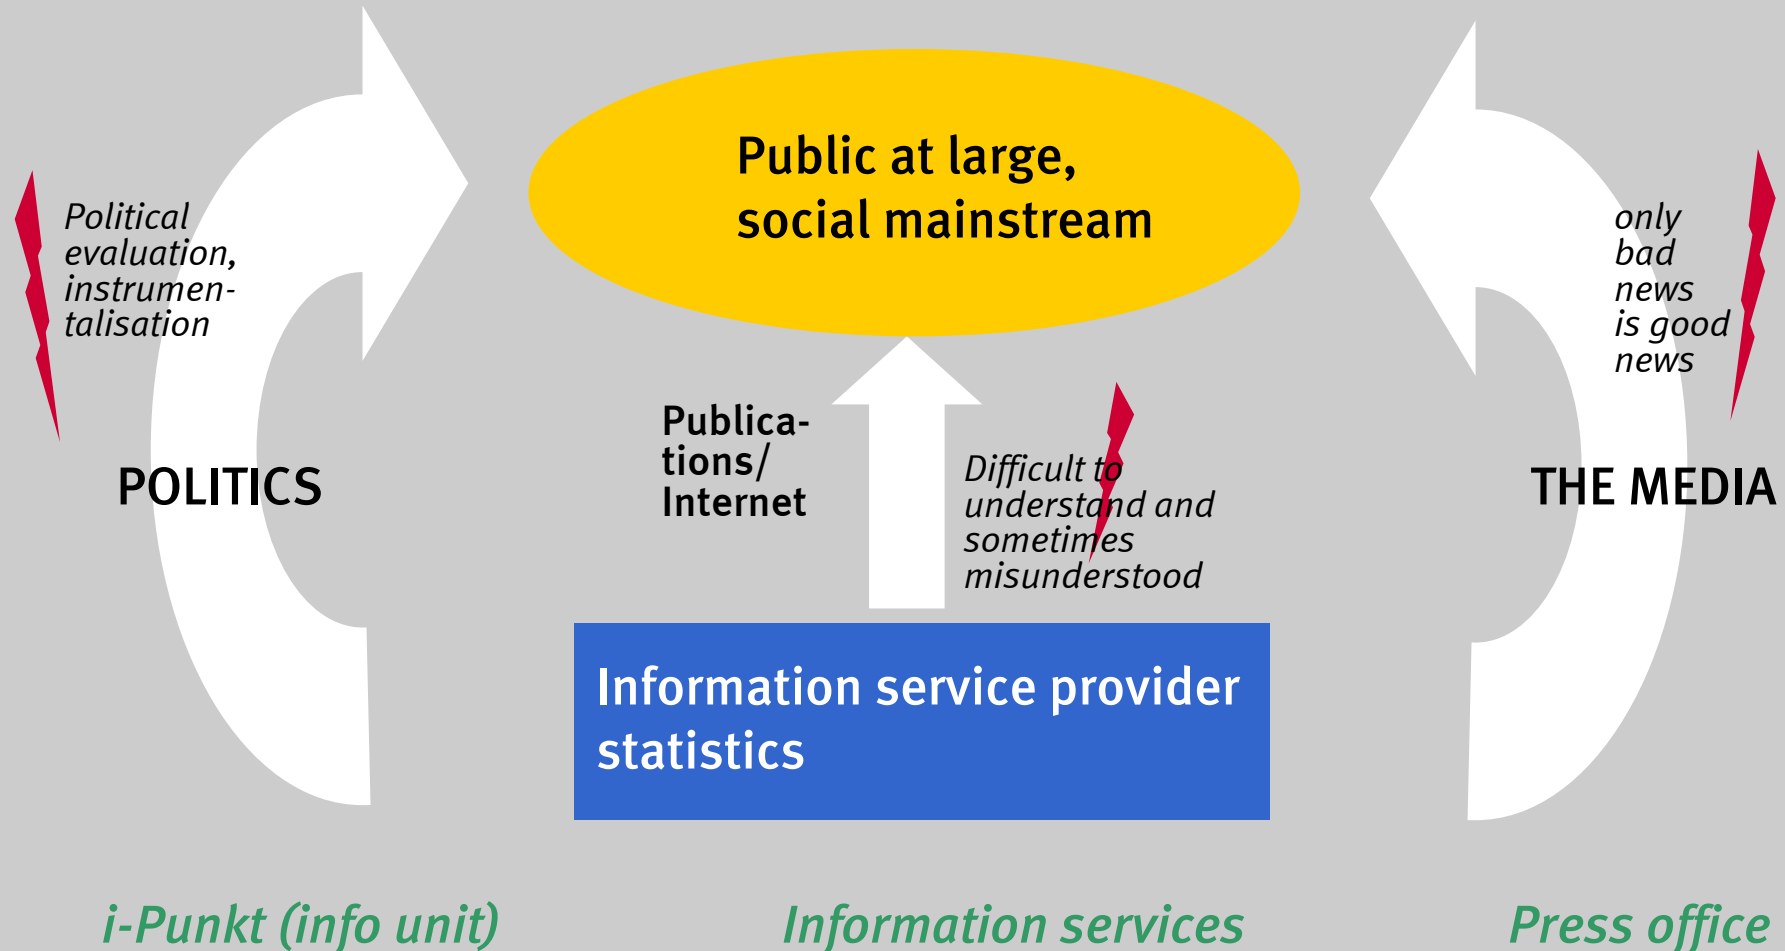 Public at large,
social mainstream
Political
evaluation,
instrumen-
talisation
only
bad
news
is good
news
POLITICS
Publica-
tions/
Internet
Difficult to
understand and
sometimes
misunderstood
THE MEDIA
Information service provider
statistics
i-Punkt (info unit)
Information services
Press office